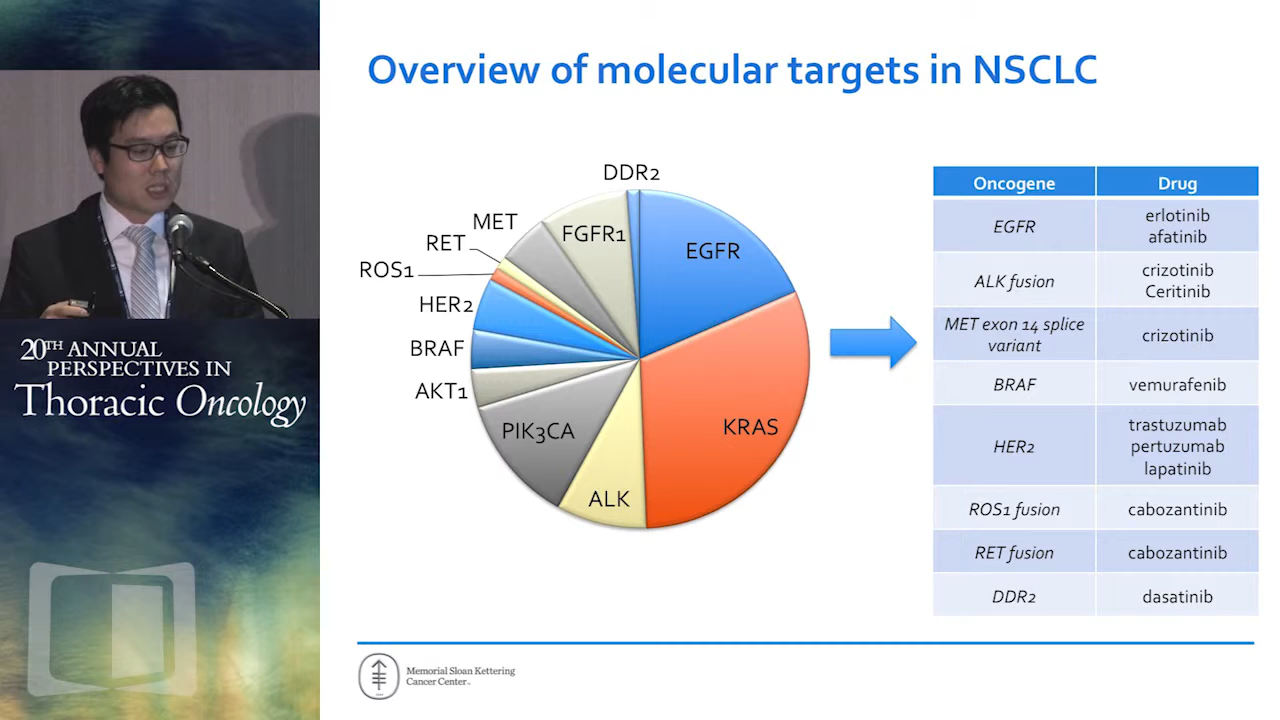 Overview of molecular targets in NSCLC
20TH ANNUAL
PERSPECTIVES IN
Thoracic Oncology
DDR2
MET
FGFR1
EGFR
RET
ROS1
HER2
BRAF
AKT1
PIK3CA
KRAS
ALK
Oncogene Drug
EGFR erlotinib
afatinib
ALK fusion crizotinib
Ceritinib
MET exon 14 splice
variant crizotinib
BRAF vemurafenib
HER2 trastuzumab
pertuzumab
lapatinib
ROS1 fusion cabozantinib
RET fusion cabozantinib
DDR2 dasatinib
Memorial Sloan Kettering
Cancer Center